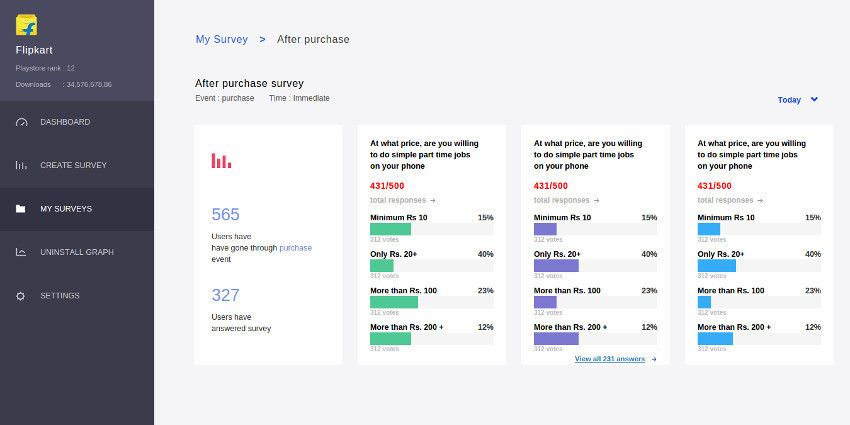 Flipkart
Playstore rank : 12
Downloads : 34,576,678,86
DASHBOARD
CREATE SURVEY
MY SURVEYS
UNINSTALL GRAPH
SETTINGS
My Survey > After purchase
After purchase survey
Event : purchase Time : Immediate
Today
565
Users have
have gone through purchase
event
327
Users have
answered survey
At what price, are you willing
to do simple part time jobs
on your phone
431/500
total responses →
Minimum Rs 10 15%
312 votes
Only Rs. 20+ 40%
312 votes
More than Rs. 100 23%
312 votes
More than Rs. 200 + 12%
312 votes
At what price, are you willing
to do simple part time jobs
on your phone
431/500
total responses →
Minimum Rs 10 15%
312 votes
Only Rs. 20+ 40%
312 votes
More than Rs. 100 23%
312 votes
More than Rs. 200 + 12%
312 votes
View all 231 answers →
At what price, are you willing
to do simple part time jobs
on your phone
431/500
total responses →
Minimum Rs 10 15%
312 votes
Only Rs. 20+ 40%
312 votes
More than Rs. 100 23%
312 votes
More than Rs. 200 + 12%
312 votes